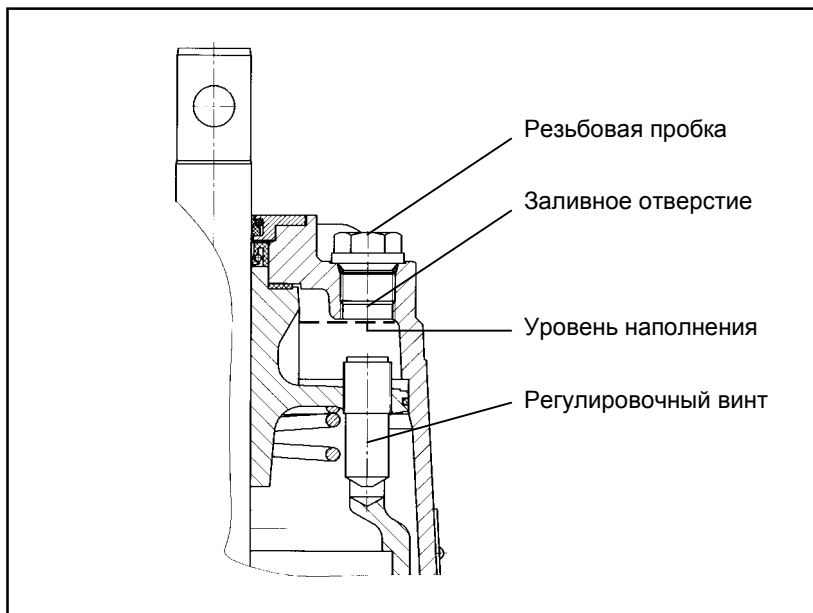 Резьбовая пробка
Заливное отверстие
Уровень наполнения
Регулировочный винт